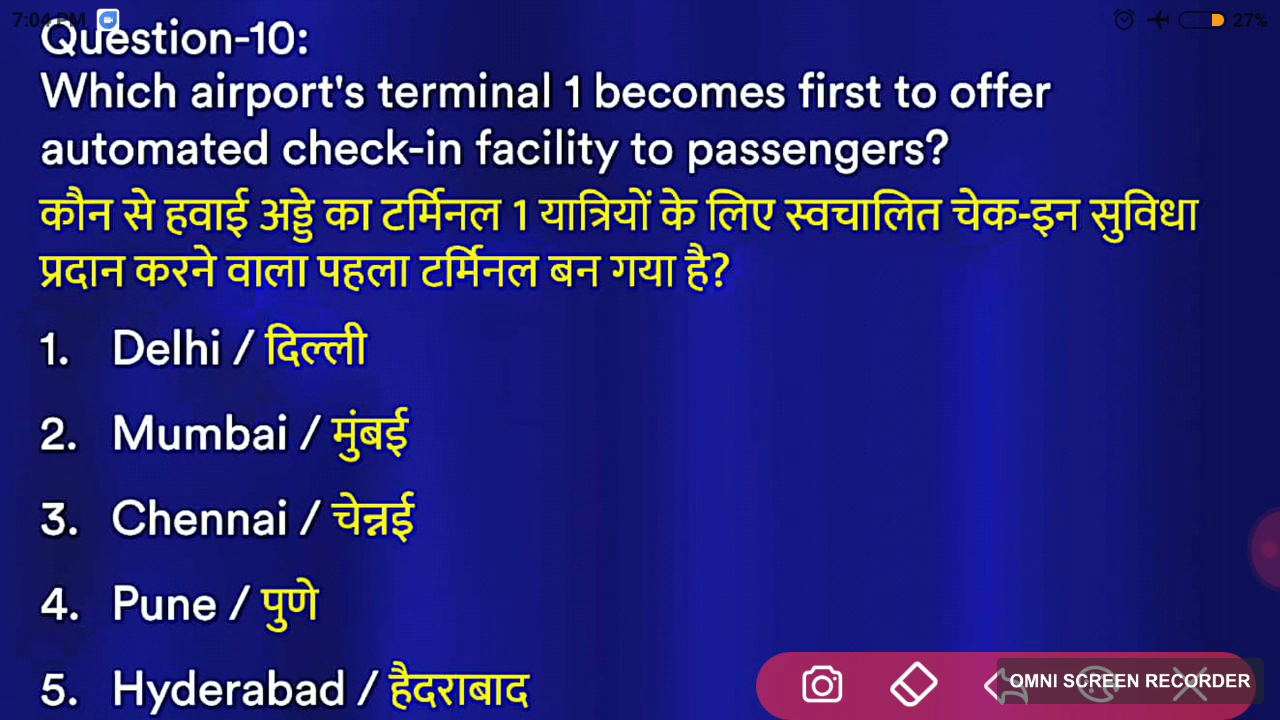 7:04 PM
27%
Question-10:
Which airport's terminal 1 becomes first to offer
automated check-in facility to passengers?
कौन से हवाई अड्डे का टर्मिनल 1 यात्रियों के लिए स्वचालित चेक-इन सुविधा
प्रदान करने वाला पहला टर्मिनल बन गया है?
1. Delhi / दिल्ली
2. Mumbai / मुंबई
3. Chennai / चेन्नई
4. Pune / पुणे
5. Hyderabad / हैदराबाद
OMNI SCREEN RECORDER